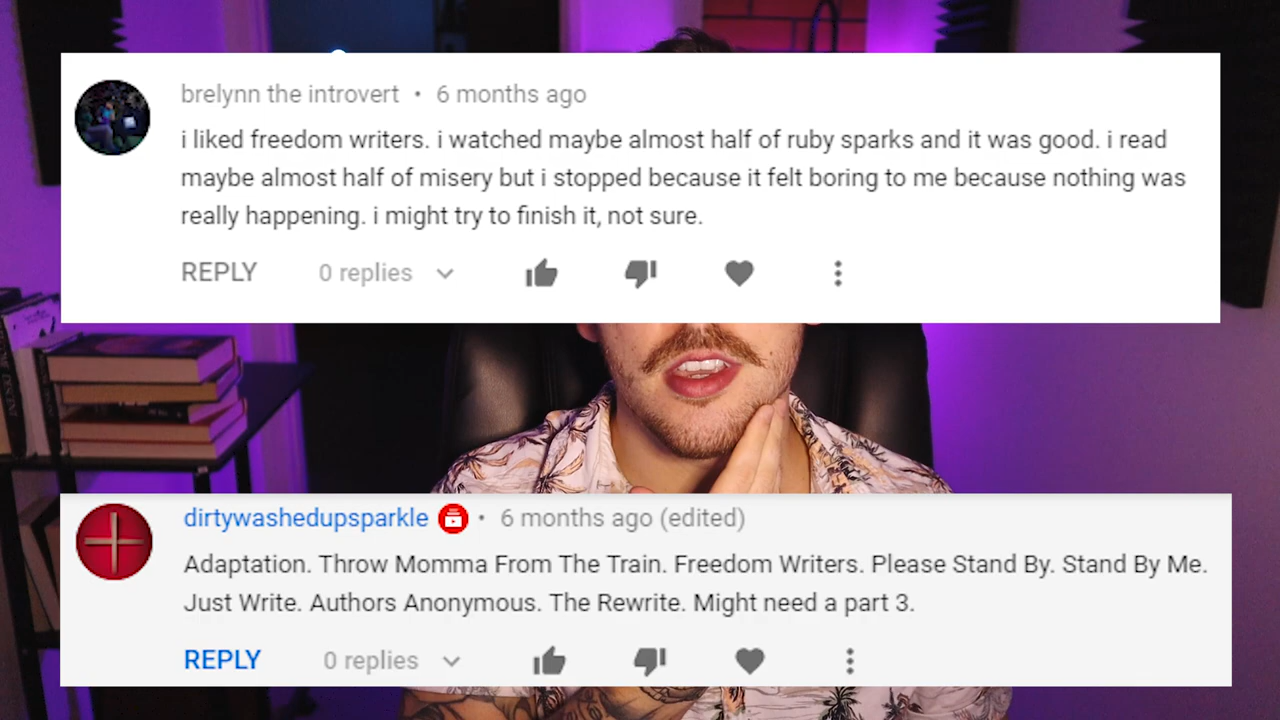 brelynn the introvert • 6 months ago
i liked freedom writers. i watched maybe almost half of ruby sparks and it was good. i read
maybe almost half of misery but i stopped because it felt boring to me because nothing was
really happening. i might try to finish it, not sure.
REPLY 0 replies
dirtywashedupsparkle • 6 months ago (edited)
Adaptation. Throw Momma From The Train. Freedom Writers. Please Stand By. Stand By Me.
Just Write. Authors Anonymous. The Rewrite. Might need a part 3.
REPLY 0 replies